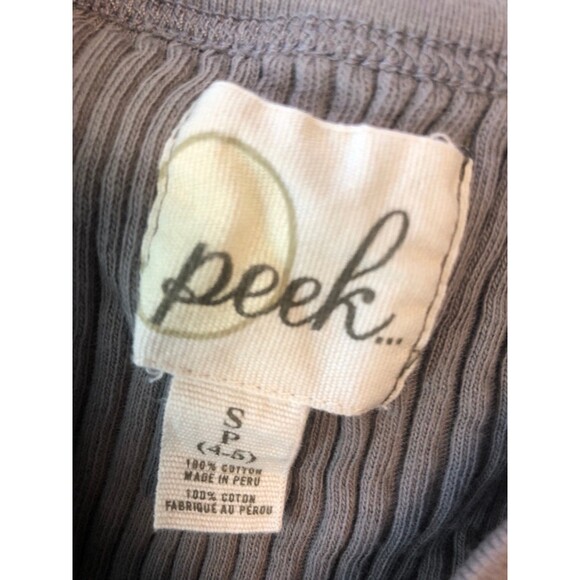 peek...
S
P
(4-5)
100% COTTON
MADE IN PERU
100% COTON
FABRIQUÉ AU PÉROU